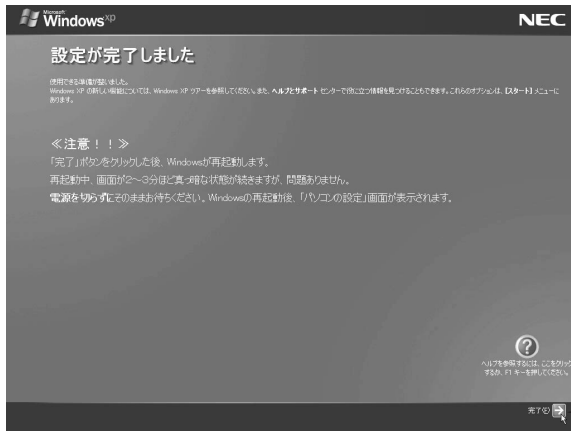 Microsoft
Windows xp
NEC
設定が完了しました
使用できる準備が整いました。
Windows XP の新しい機能については、Windows XP ツアーを参照してください。また、ヘルプとサポート センターで役に立つ情報を見つけることもできます。これらのオプションは、[スタート] メニューに
あります。
≪注意！！≫
「完了」ボタンをクリックした後、Windowsが再起動します。
再起動中、画面が2～3分ほど真っ暗な状態が続きますが、問題ありません。
電源を切らずにそのままお待ちください。Windowsの再起動後、「パソコンの設定」画面が表示されます。
?
ヘルプを参照するには、ここをクリック
するか、F1 キーを押してください。
完了(F)